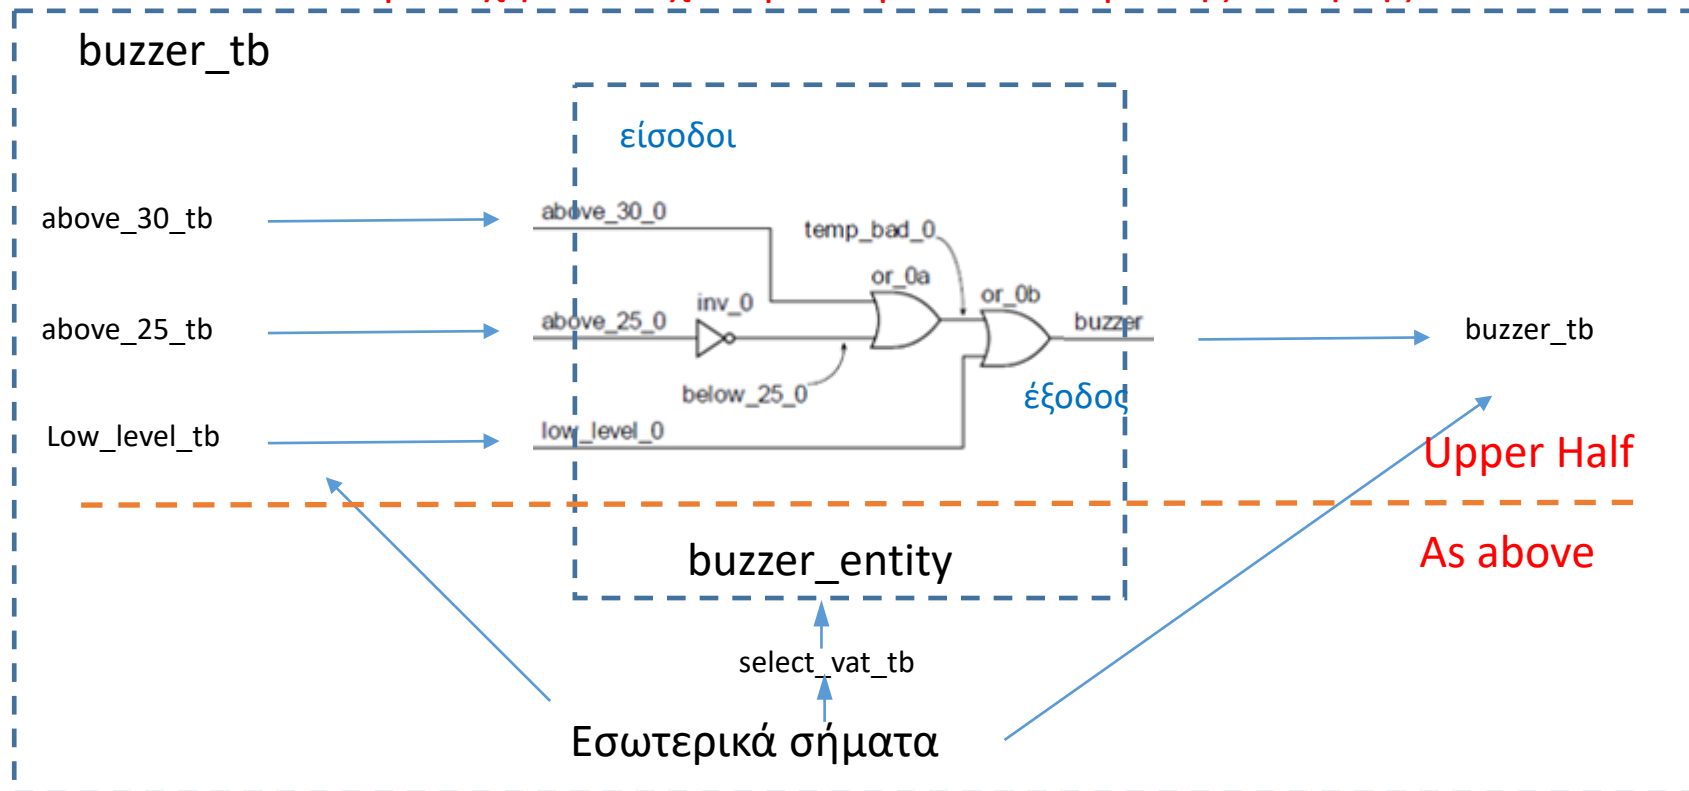 buzzer_tb
είσοδοι
above_30_tb
above_30_0
temp_bad_0
or_0a
or_0b
inv_0
above_25_tb
above_25_0
buzzer
buzzer_tb
below_25_0
έξοδος
Low_level_tb
low_level_0
Upper Half
buzzer_entity
As above
select_vat_tb
Εσωτερικά σήματα